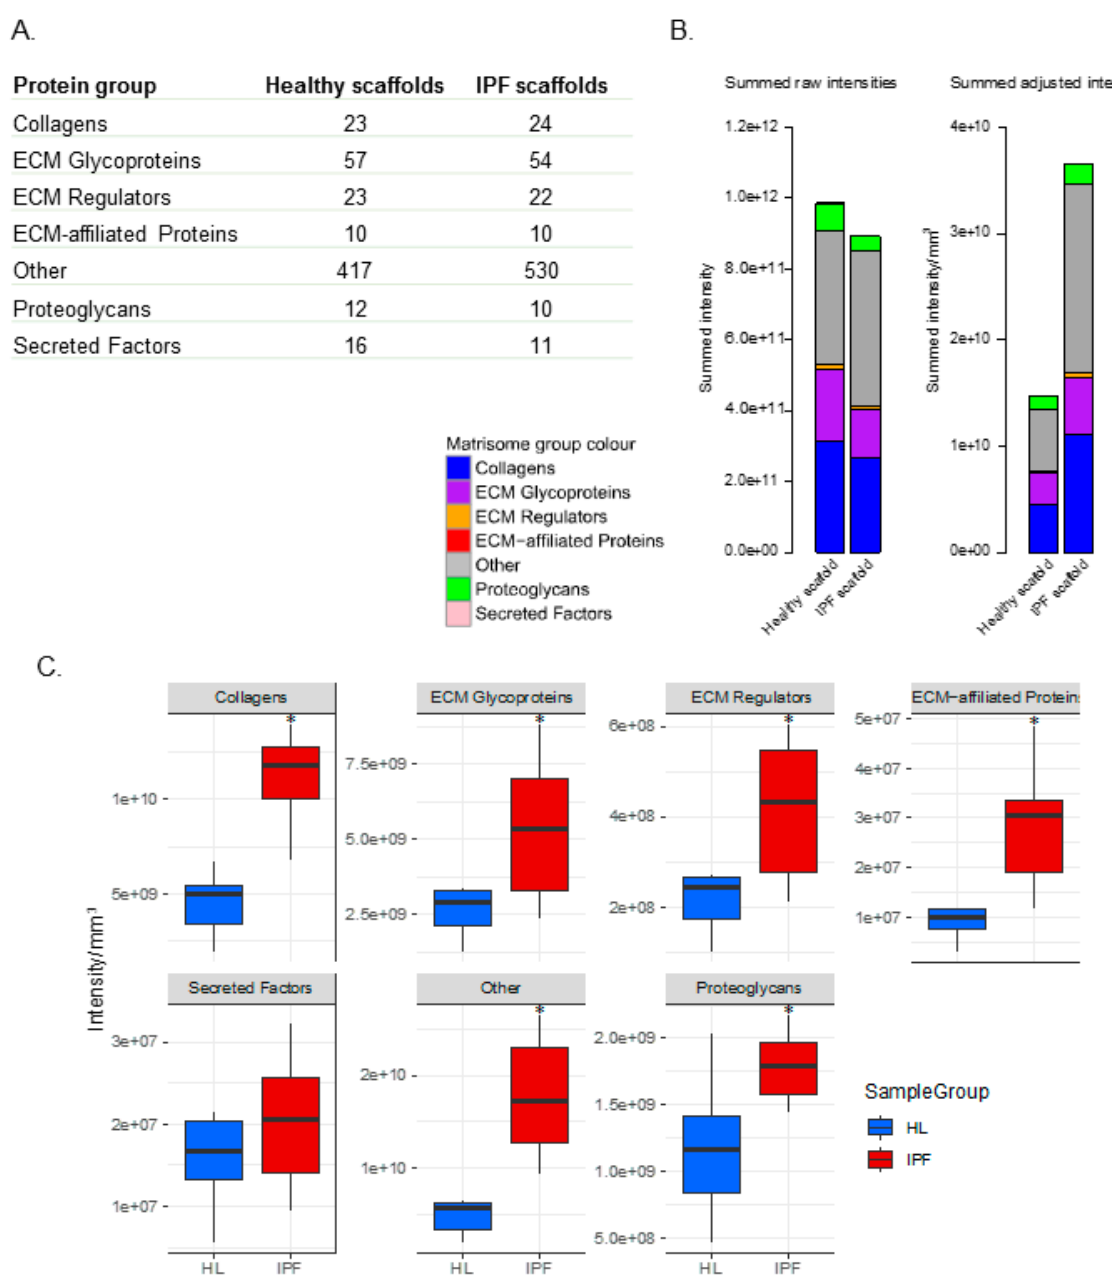 A.
Protein group Healthy scaffolds IPF scaffolds
Collagens 23 24
ECM Glycoproteins 57 54
ECM Regulators 23 22
ECM-affiliated Proteins 10 10
Other 417 530
Proteoglycans 12 10
Secreted Factors 16 11
Matrisome group colour
Collagens
ECM Glycoproteins
ECM Regulators
ECM-affiliated Proteins
Other
Proteoglycans
Secreted Factors
B.
Summed raw intensities
Summed intensity
1.2e+12
1.0e+12
8.0e+11
6.0e+11
4.0e+11
2.0e+11
0.0e+00
Healthy scaffold
IPF scaffold
Summed adjusted inte
Summed intensity/mm³
4e+10
3e+10
2e+10
1e+10
0e+00
Healthy scaffold
IPF scaffold
C.
Intensity/mm³
Collagens
*
1e+10
5e+09
ECM Glycoproteins
*
7.5e+09
5.0e+09
2.5e+09
ECM Regulators
*
6e+08
4e+08
2e+08
ECM-affiliated Proteins
*
5e+07
4e+07
3e+07
2e+07
1e+07
Secreted Factors
3e+07
2e+07
1e+07
HL IPF
Other
*
2e+10
1e+10
HL IPF
Proteoglycans
*
2.0e+09
1.5e+09
1.0e+09
5.0e+08
HL IPF
SampleGroup
HL
IPF